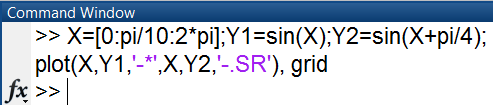 Command Window
>> X=[0:pi/10:2*pi];Y1=sin(X);Y2=sin(X+pi/4);
plot(X,Y1,'-*',X,Y2,'-.SR'), grid
fx >>